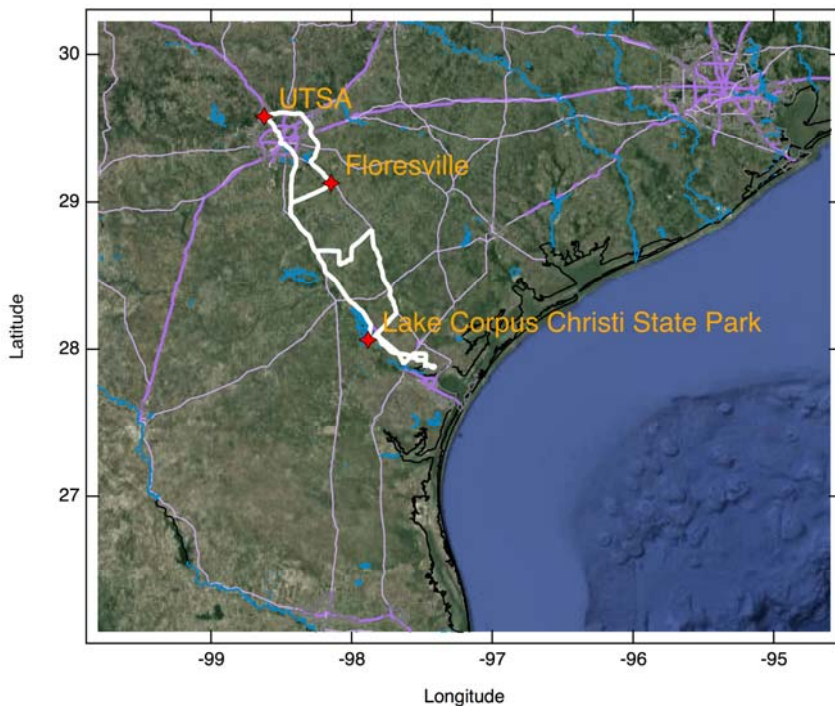 30
UTSA
Floresville
29
Latitude
Lake Corpus Christi State Park
28
27
-99
-98
-97
-96
-95
Longitude